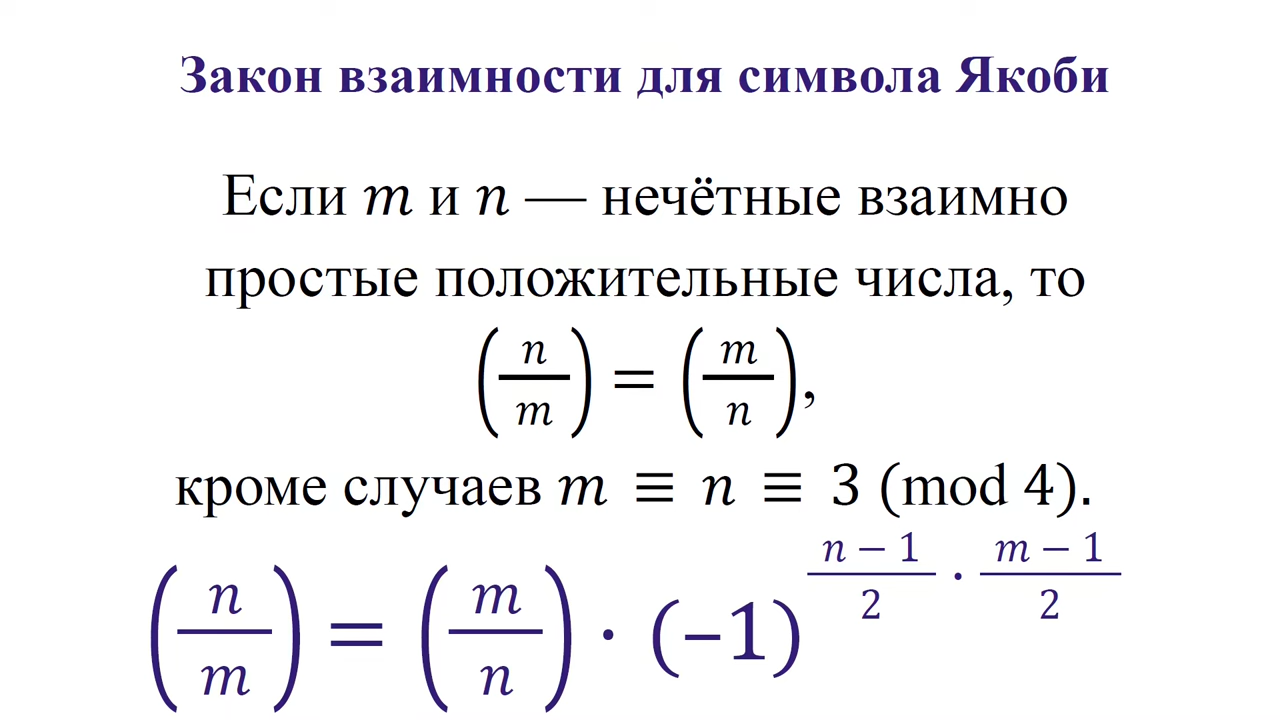 Закон взаимности для символа Якоби
Если m и n — нечётные взаимно
простые положительные числа, то
(n/m) = (m/n),
кроме случаев m ≡ n ≡ 3 (mod 4).
(n/m) = (m/n) · (–1)^((n – 1)/2 · (m – 1)/2)